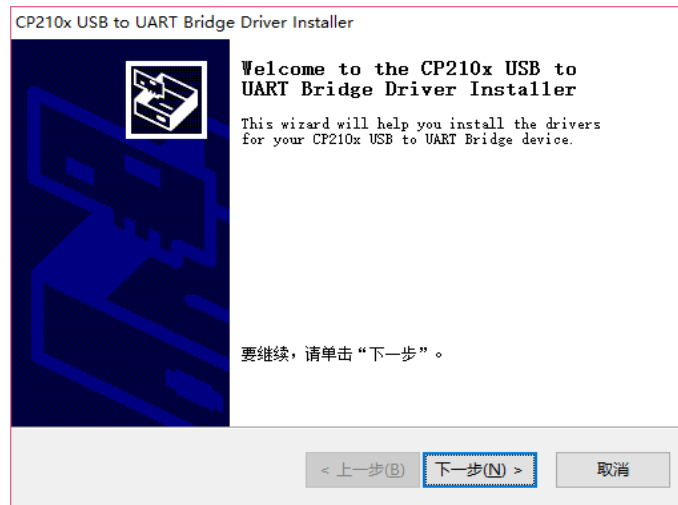 CP210x USB to UART Bridge Driver Installer
Welcome to the CP210x USB to
UART Bridge Driver Installer
This wizard will help you install the drivers
for your CP210x USB to UART Bridge device.
要继续，请单击“下一步”。
< 上一步(B)
下一步(N) >
取消